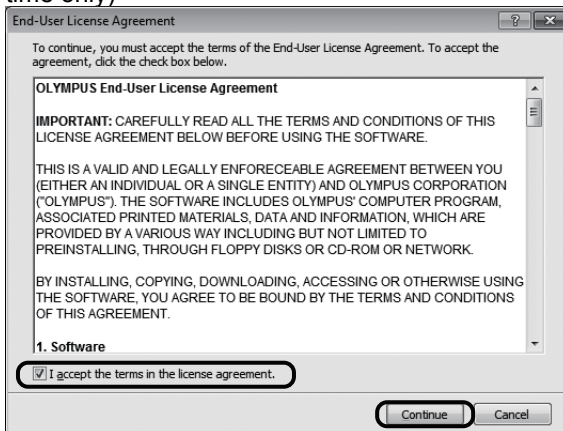 time only)
End-User License Agreement
To continue, you must accept the terms of the End-User License Agreement. To accept the
agreement, click the check box below.
OLYMPUS End-User License Agreement
IMPORTANT: CAREFULLY READ ALL THE TERMS AND CONDITIONS OF THIS
LICENSE AGREEMENT BELOW BEFORE USING THE SOFTWARE.
THIS IS A VALID AND LEGALLY ENFORECEABLE AGREEMENT BETWEEN YOU
(EITHER AN INDIVIDUAL OR A SINGLE ENTITY) AND OLYMPUS CORPORATION
("OLYMPUS"). THE SOFTWARE INCLUDES OLYMPUS' COMPUTER PROGRAM,
ASSOCIATED PRINTED MATERIALS, DATA AND INFORMATION, WHICH ARE
PROVIDED BY A VARIOUS WAY INCLUDING BUT NOT LIMITED TO
PREINSTALLING, THROUGH FLOPPY DISKS OR CD-ROM OR NETWORK.
BY INSTALLING, COPYING, DOWNLOADING, ACCESSING OR OTHERWISE USING
THE SOFTWARE, YOU AGREE TO BE BOUND BY THE TERMS AND CONDITIONS
OF THIS AGREEMENT.
1. Software
I accept the terms in the license agreement.
Continue Cancel